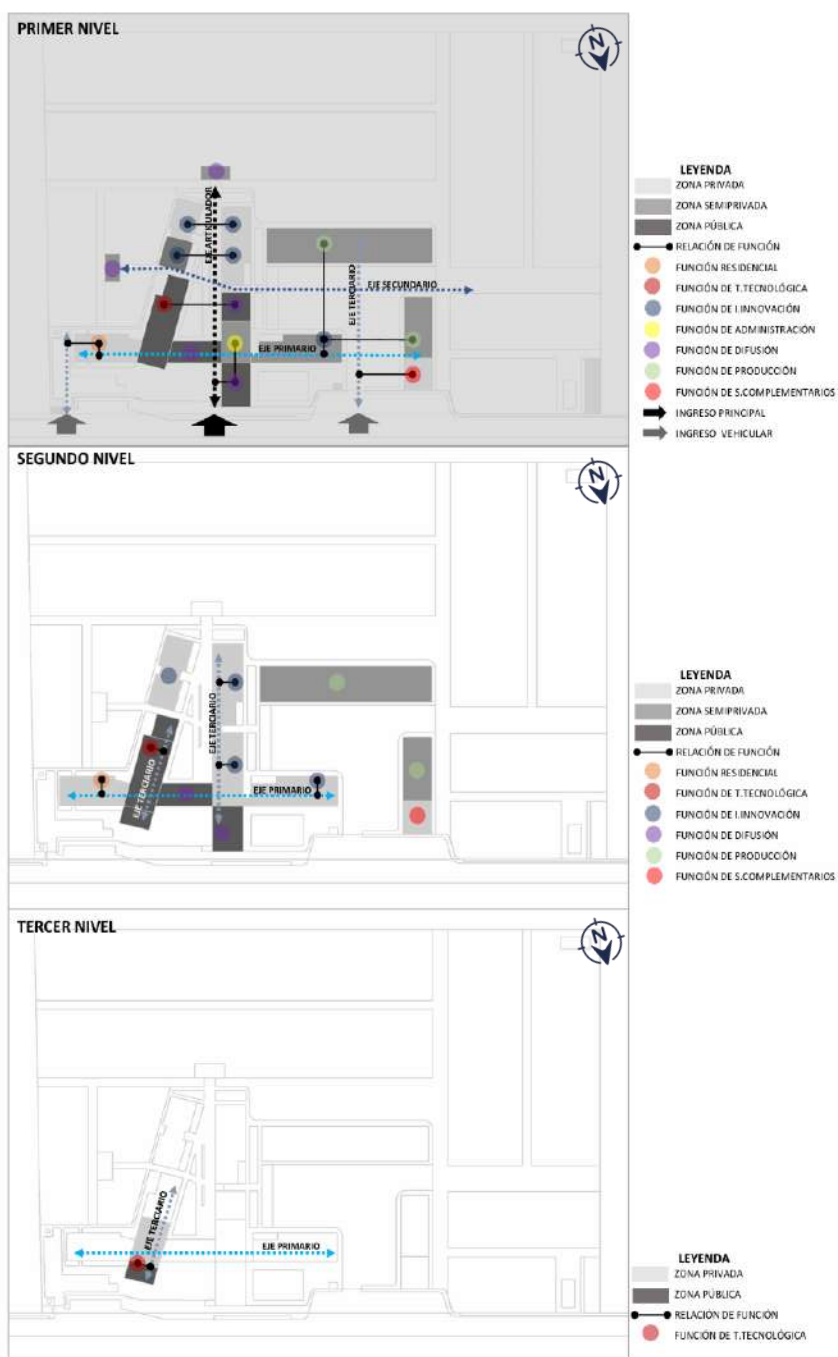 PRIMER NIVEL
N
EJE ARTICULADOR
EJE TERCIARIO
EJE SECUNDARIO
EJE PRIMARIO
LEYENDA
ZONA PRIVADA
ZONA SEMIPRIVADA
ZONA PÚBLICA
RELACIÓN DE FUNCIÓN
FUNCIÓN RESIDENCIAL
FUNCIÓN DE T.TECNOLÓGICA
FUNCIÓN DE I.INNOVACIÓN
FUNCIÓN DE ADMINISTRACIÓN
FUNCIÓN DE DIFUSIÓN
FUNCIÓN DE PRODUCCIÓN
FUNCIÓN DE S.COMPLEMENTARIOS
INGRESO PRINCIPAL
INGRESO VEHICULAR
SEGUNDO NIVEL
N
EJE TERCIARIO
EJE TERCIARIO
EJE PRIMARIO
LEYENDA
ZONA PRIVADA
ZONA SEMIPRIVADA
ZONA PÚBLICA
RELACIÓN DE FUNCIÓN
FUNCIÓN RESIDENCIAL
FUNCIÓN DE T.TECNOLÓGICA
FUNCIÓN DE I.INNOVACIÓN
FUNCIÓN DE DIFUSIÓN
FUNCIÓN DE PRODUCCIÓN
FUNCIÓN DE S.COMPLEMENTARIOS
TERCER NIVEL
N
EJE TERCIARIO
EJE PRIMARIO
LEYENDA
ZONA PRIVADA
ZONA PÚBLICA
RELACIÓN DE FUNCIÓN
FUNCIÓN DE T.TECNOLÓGICA